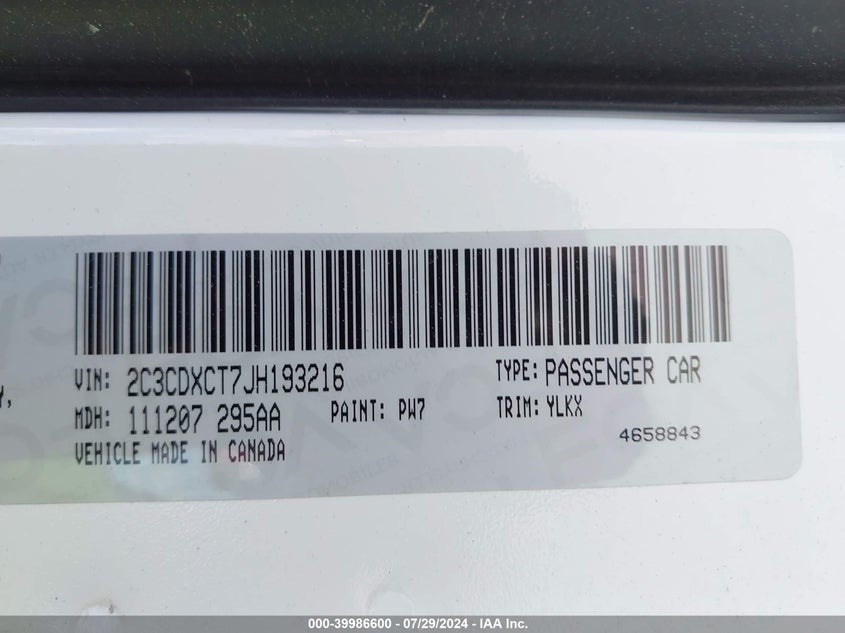 VIN: 2C3CDXCT7JH193216 TYPE: PASSENGER CAR
Y,
MDH: 111207 295AA PAINT: PW7 TRIM: YLKX
VEHICLE MADE IN CANADA 4658843
000-39986600 - 07/29/2024 - IAA Inc.